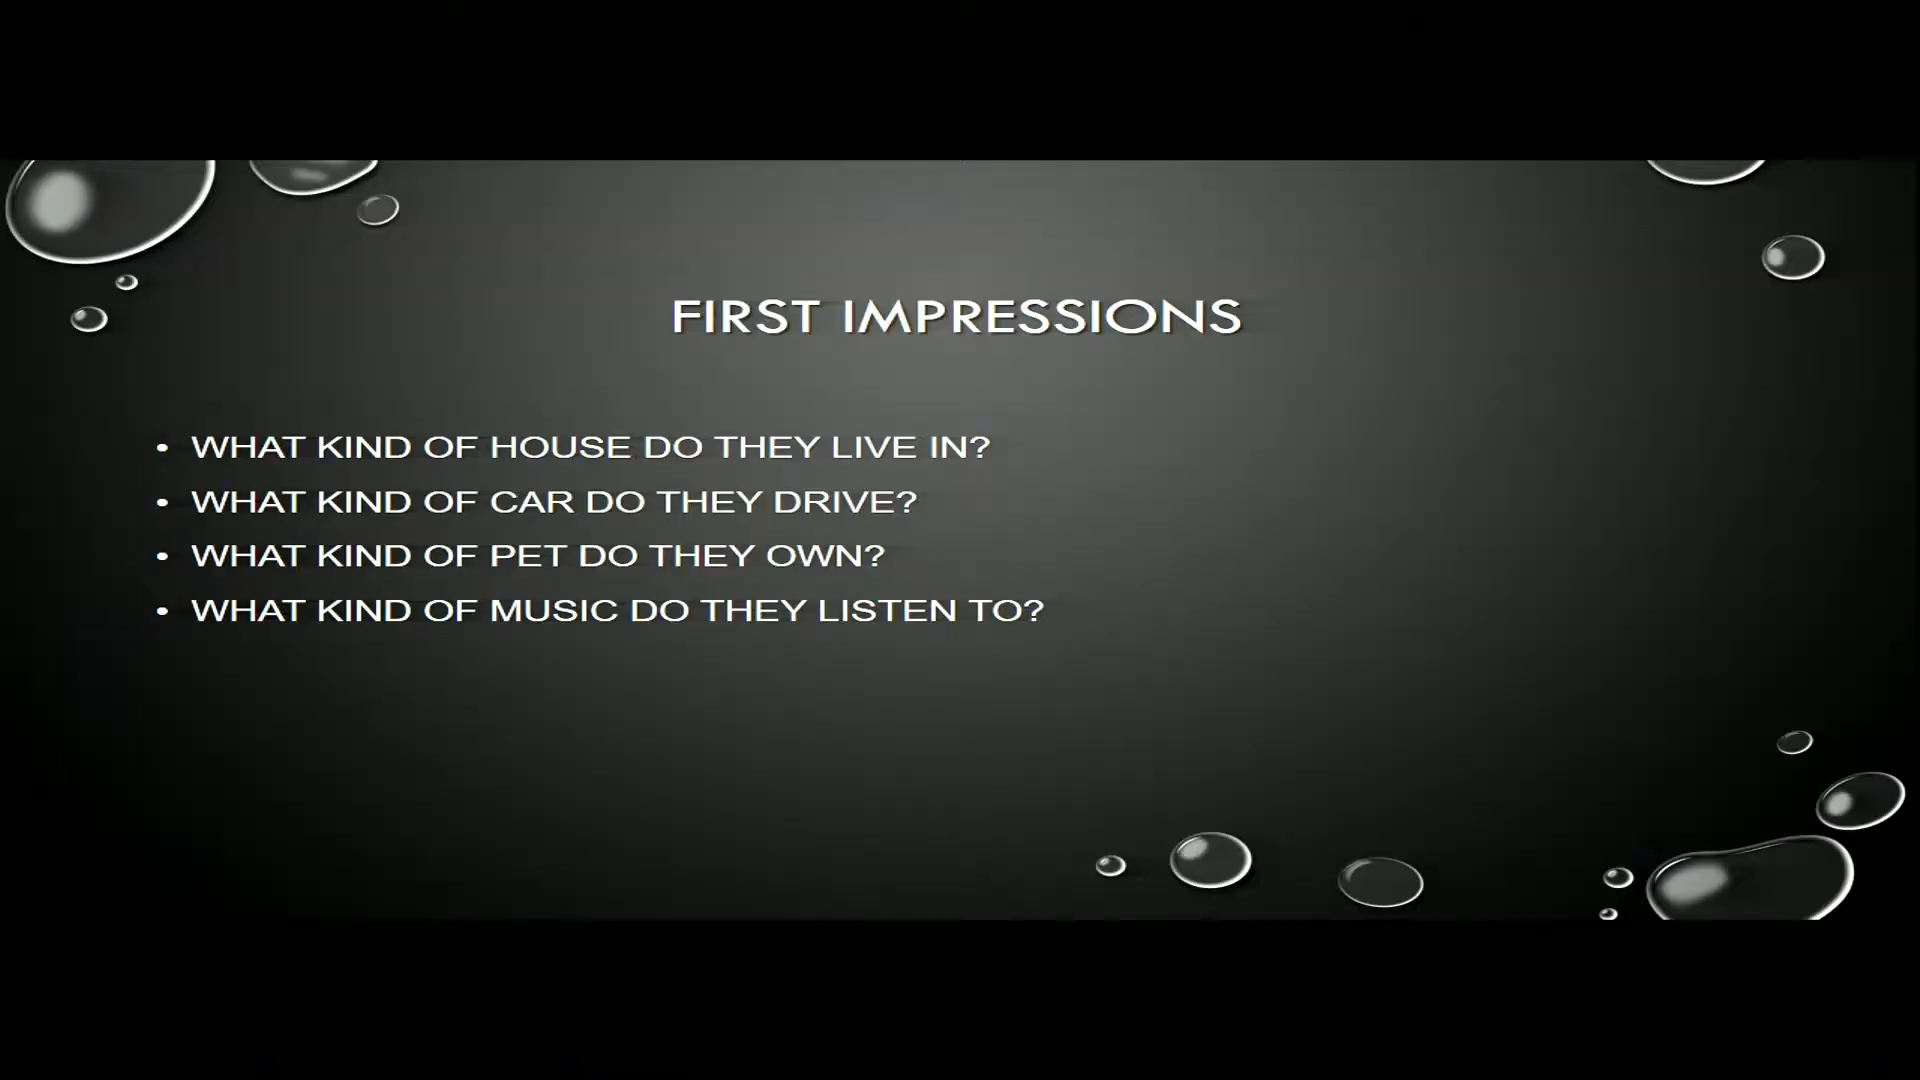 FIRST IMPRESSIONS
• WHAT KIND OF HOUSE DO THEY LIVE IN?
• WHAT KIND OF CAR DO THEY DRIVE?
• WHAT KIND OF PET DO THEY OWN?
• WHAT KIND OF MUSIC DO THEY LISTEN TO?